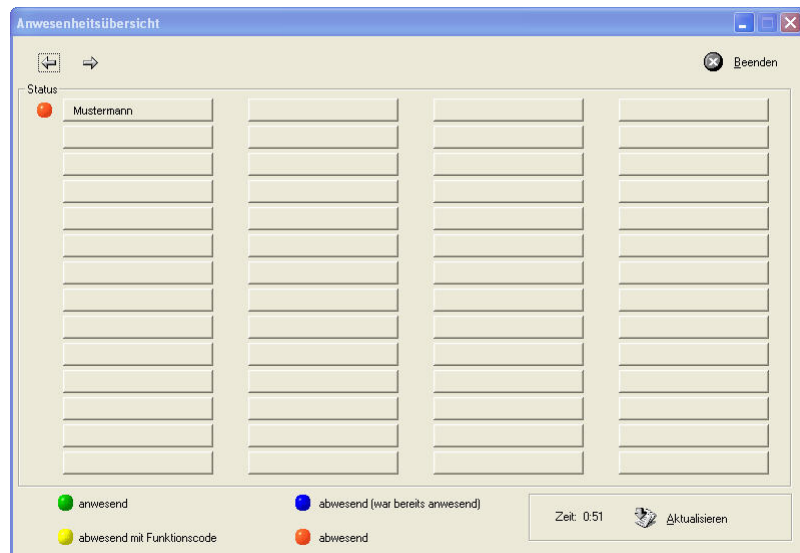 Anwesenheitsübersicht
Beenden
Status
Mustermann
anwesend
abwesend (war bereits anwesend)
Zeit: 0:51
Aktualisieren
abwesend mit Funktionscode
abwesend